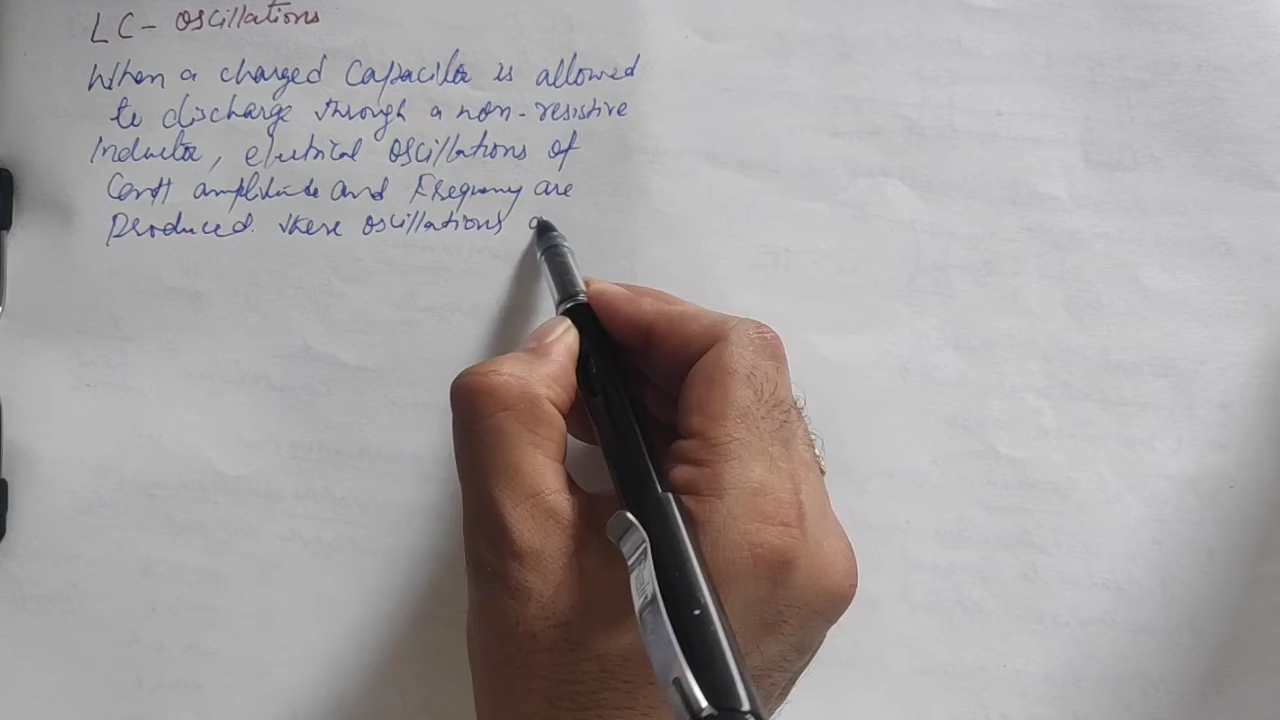 LC- Oscillations
When a charged Capacitor is allowed
to discharge through a non-resistive
Inductor, electrical oscillations of
Const amplitude and Frequency are
Produced. these oscillations